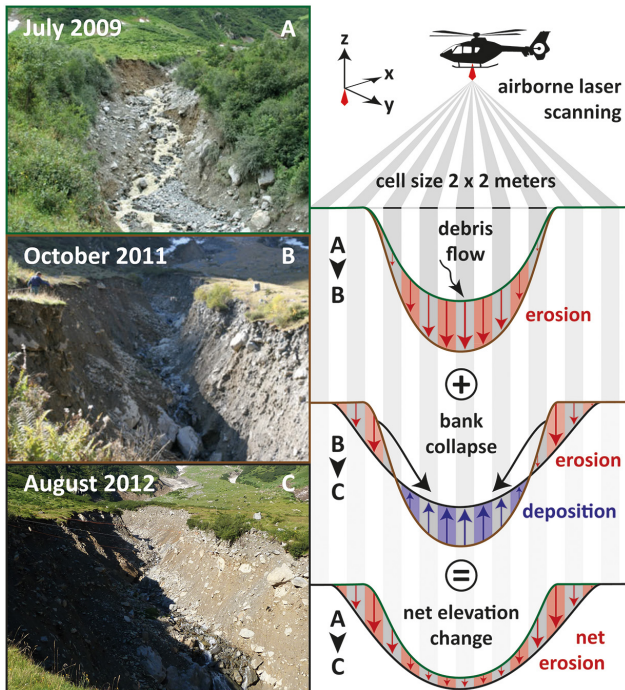 July 2009
A
October 2011
B
August 2012
C
z
x
y
airborne laser
scanning
cell size 2 x 2 meters
A
B
debris
flow
erosion
+
B
C
bank
collapse
erosion
deposition
=
A
C
net elevation
change
net
erosion